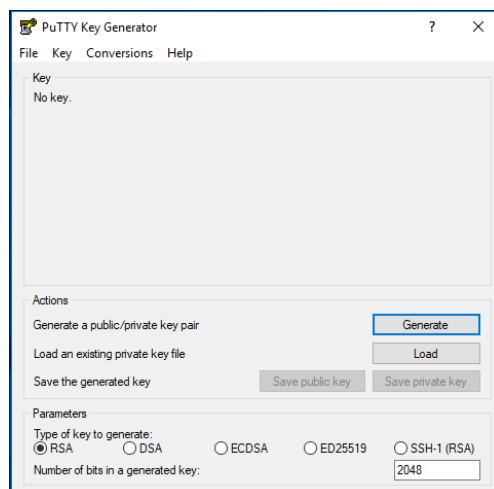 PuTTY Key Generator ? ×
File Key Conversions Help
Key
No key.
Actions
Generate a public/private key pair Generate
Load an existing private key file Load
Save the generated key Save public key Save private key
Parameters
Type of key to generate:
RSA DSA ECDSA ED25519 SSH-1 (RSA)
Number of bits in a generated key: 2048